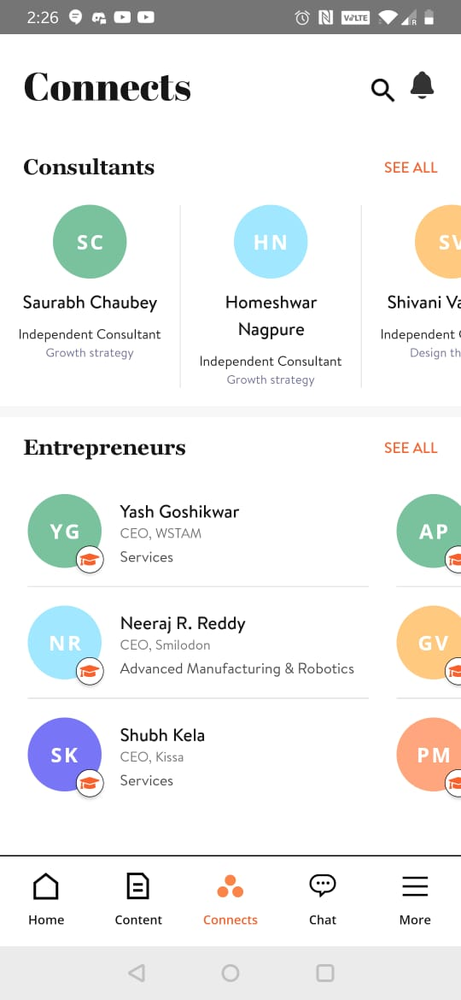 2:26
VoLTE
R
Connects
Consultants
SEE ALL
SC
HN
SV
Saurabh Chaubey
Homeshwar
Nagpure
Shivani Va
Independent Consultant
Independent Consultant
Independent
Growth strategy
Growth strategy
Design th
Entrepreneurs
SEE ALL
YG
Yash Goshikwar
CEO, WSTAM
Services
AP
NR
Neeraj R. Reddy
CEO, Smilodon
Advanced Manufacturing & Robotics
GV
SK
Shubh Kela
CEO, Kissa
Services
PM
Home
Content
Connects
Chat
More